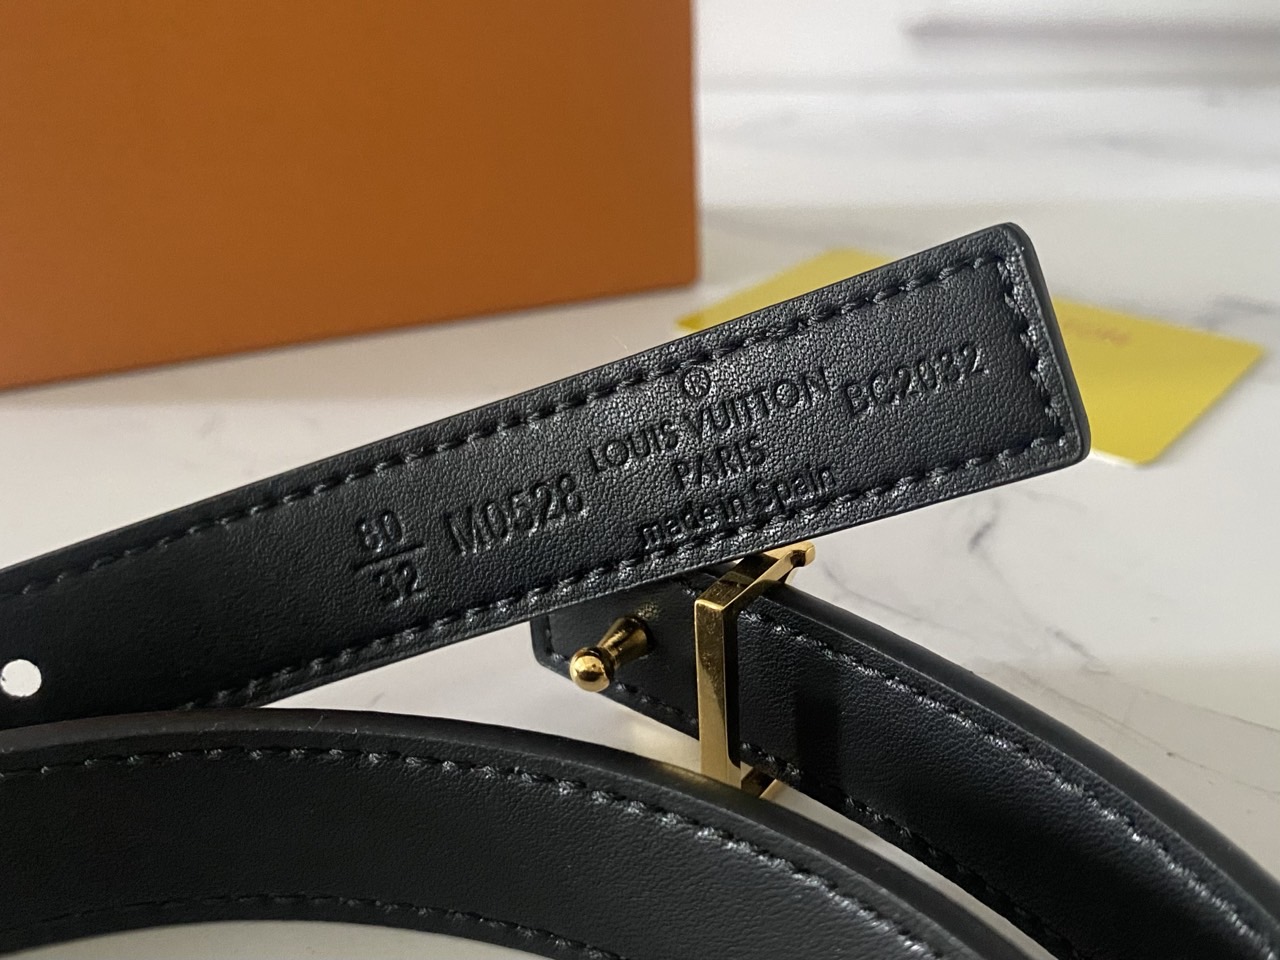 ®
LOUIS VUITTON
PARIS
made in Spain
BC2032
M0528
80
32